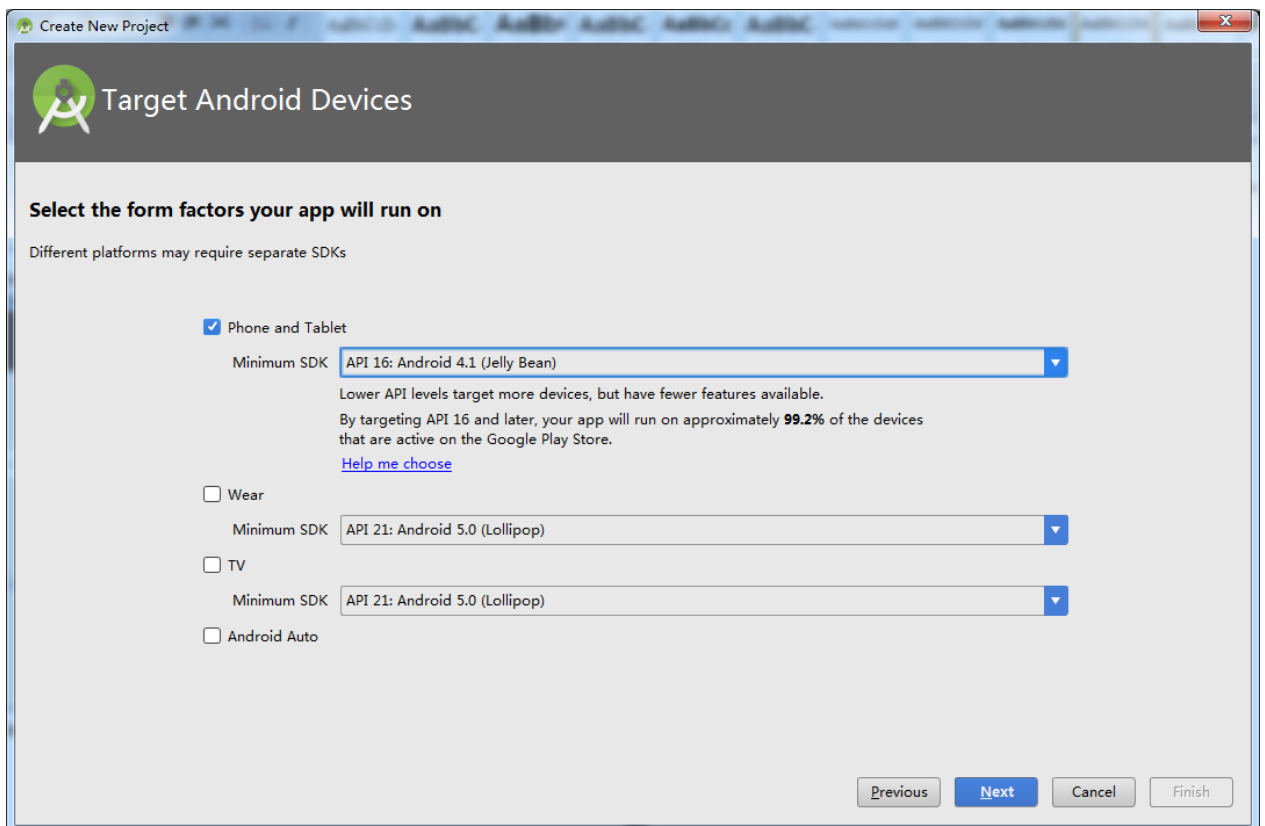 Create New Project
Target Android Devices
Select the form factors your app will run on
Different platforms may require separate SDKs
Phone and Tablet
Minimum SDK API 16: Android 4.1 (Jelly Bean)
Lower API levels target more devices, but have fewer features available.
By targeting API 16 and later, your app will run on approximately 99.2% of the devices
that are active on the Google Play Store.
Help me choose
Wear
Minimum SDK API 21: Android 5.0 (Lollipop)
TV
Minimum SDK API 21: Android 5.0 (Lollipop)
Android Auto
Previous Next Cancel Finish